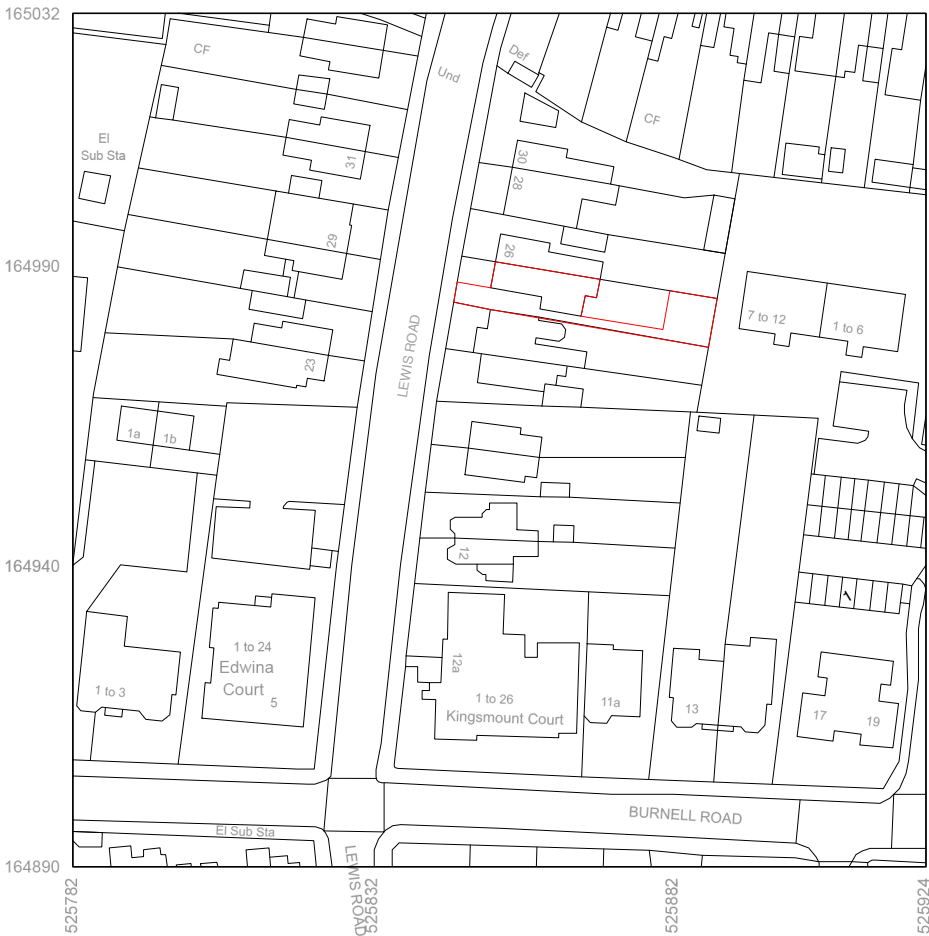 165032
CF
Und
Def
CF
El
Sub Sta
31
30
28
29
26
164990
7 to 12
1 to 6
LEWIS ROAD
23
1a
1b
12
164940
1 to 24
Edwina
Court
5
1 to 3
12a
1 to 26
Kingsmount Court
11a
13
17
19
BURNELL ROAD
El Sub Sta
LEWIS ROAD
164890
525782
525832
525882
525924